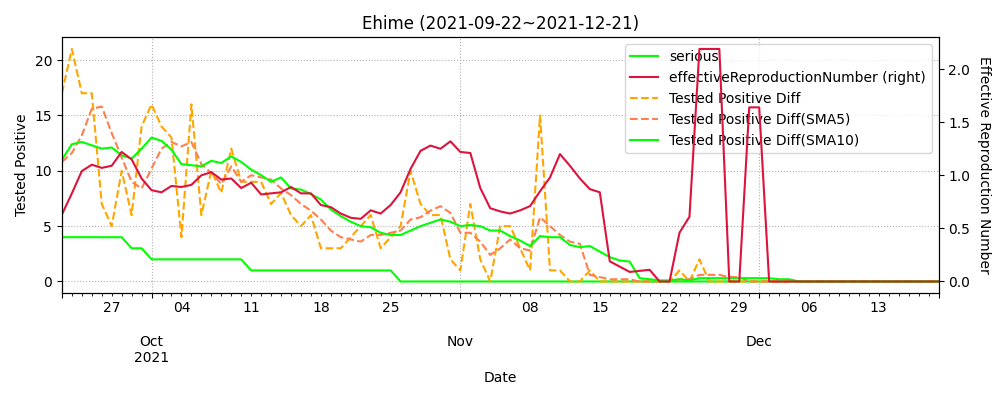 Ehime (2021-09-22~2021-12-21)
serious
effectiveReproductionNumber (right)
Tested Positive Diff
Tested Positive Diff(SMA5)
Tested Positive Diff(SMA10)
Tested Positive
20
15
10
5
0
Effective Reproduction Number
2.0
1.5
1.0
0.5
0.0
27 04 11 18 25 08 15 22 29 06 13
Oct Nov Dec
2021
Date